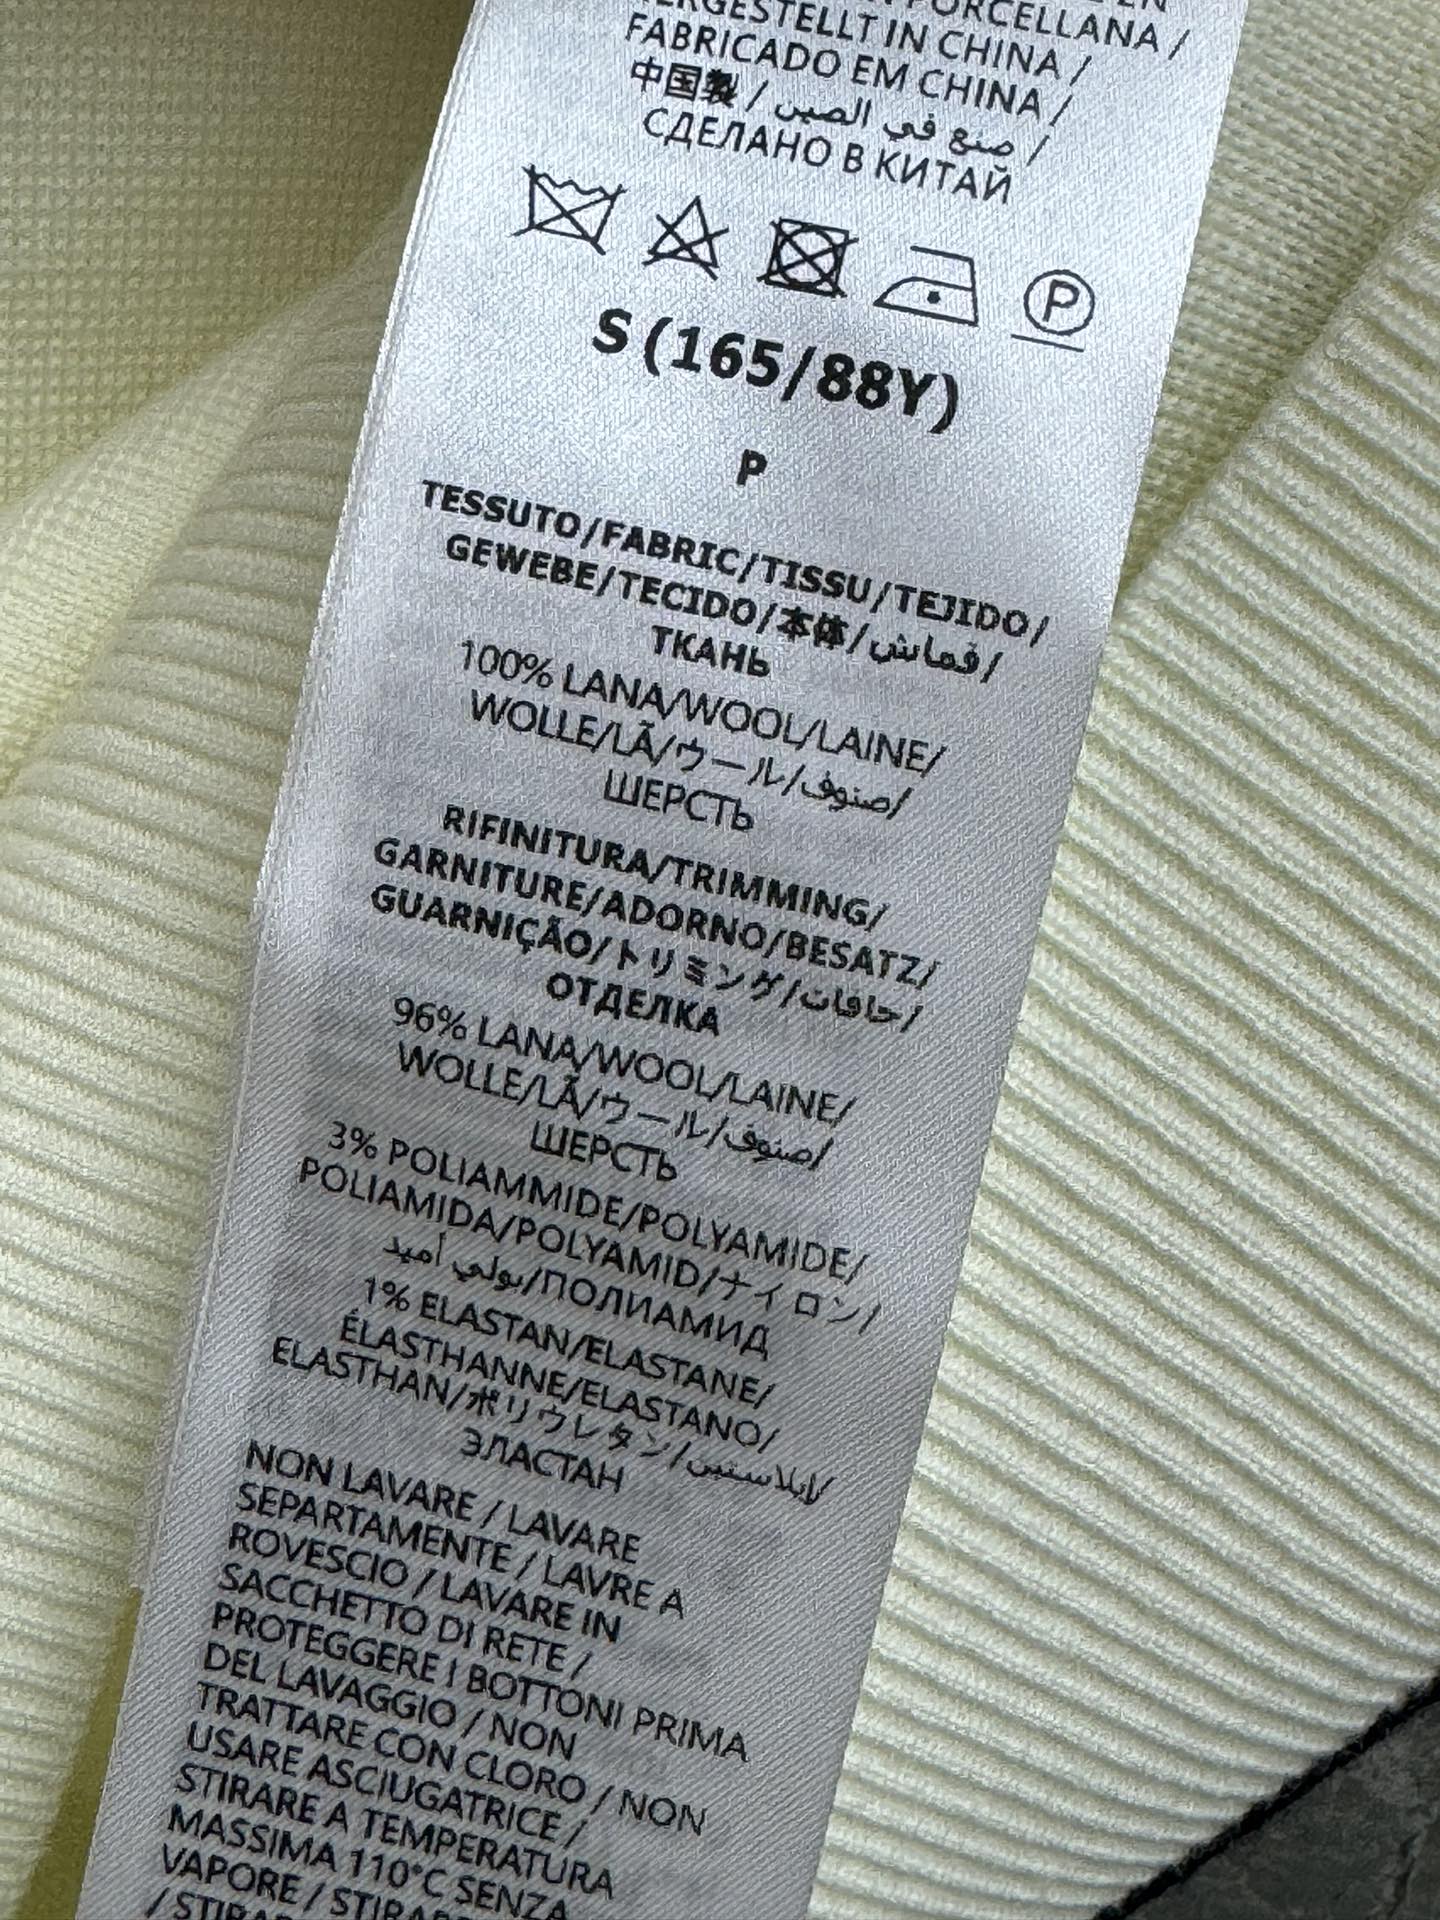 PORCELLANA /
HERGESTELLT IN CHINA /
FABRICADO EM CHINA /
中国製 / صنع في الصين /
СДЕЛАНО В КИТАЙ
P
S (165/88Y)
P
TESSUTO/FABRIC/TISSU/TEJIDO/
GEWEBE/TECIDO/本体/قماش/
ТКАНЬ
100% LANA/WOOL/LAINE/
WOLLE/LÃ/ウール/صوف/
ШЕРСТЬ
RIFINITURA/TRIMMING/
GARNITURE/ADORNO/BESATZ/
GUARNIÇÃO/トリミング/حافات/
ОТДЕЛКА
96% LANA/WOOL/LAINE/
WOLLE/LÃ/ウール/صوف/
ШЕРСТЬ
3% POLIAMMIDE/POLYAMIDE/
POLIAMIDA/POLYAMID/ナイロン/
بولي أميد/ПОЛИАМИД
1% ELASTAN/ELASTANE/
ÉLASTHANNE/ELASTANO/
ELASTHAN/ポリウレタン/
ЭЛАСТАН
NON LAVARE / LAVARE
SEPARTAMENTE / LAVRE A
ROVESCIO / LAVARE IN
SACCHETTO DI RETE /
PROTEGGERE I BOTTONI PRIMA
DEL LAVAGGIO / NON
TRATTARE CON CLORO / NON
USARE ASCIUGATRICE /
STIRARE A TEMPERATURA
MASSIMA 110°C SENZA
VAPORE /